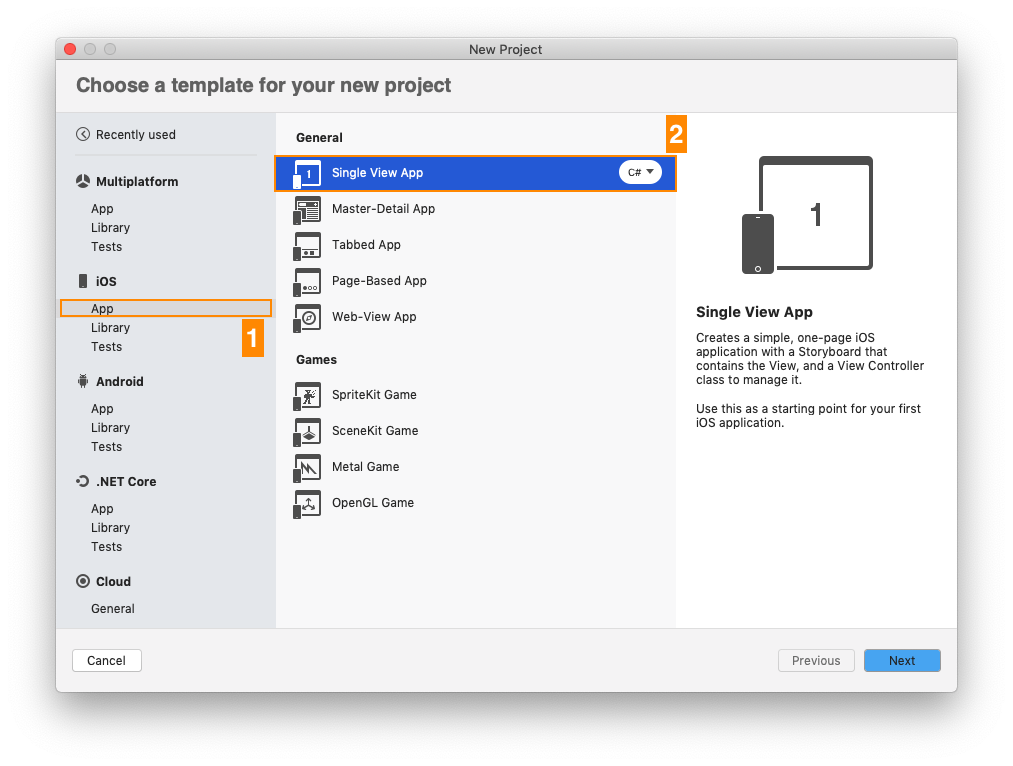 New Project
Choose a template for your new project
Recently used
Multiplatform
App
Library
Tests
iOS
App
1
Library
Tests
Android
App
Library
Tests
.NET Core
App
Library
Tests
Cloud
General
General
2
1
Single View App
C#
Master-Detail App
Tabbed App
Page-Based App
Web-View App
Games
SpriteKit Game
SceneKit Game
Metal Game
OpenGL Game
1
Single View App
Creates a simple, one-page iOS
application with a Storyboard that
contains the View, and a View Controller
class to manage it.
Use this as a starting point for your first
iOS application.
Cancel
Previous
Next